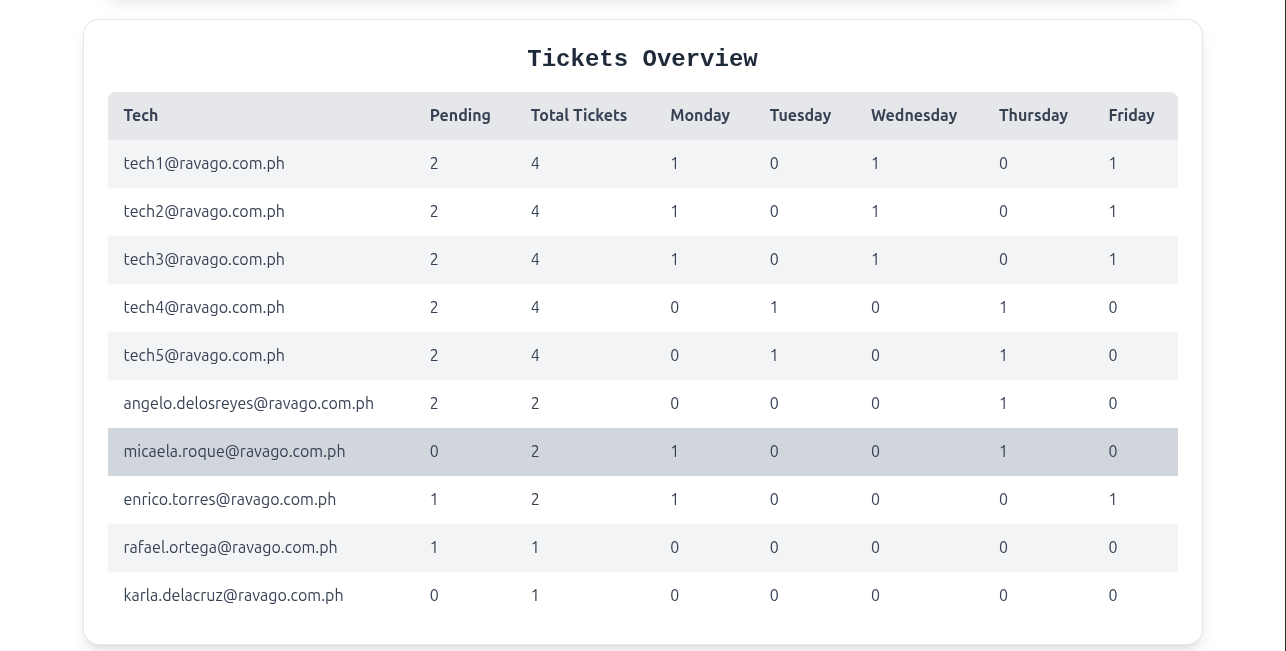 Tickets Overview
Tech Pending Total Tickets Monday Tuesday Wednesday Thursday Friday
tech1@ravago.com.ph 2 4 1 0 1 0 1
tech2@ravago.com.ph 2 4 1 0 1 0 1
tech3@ravago.com.ph 2 4 1 0 1 0 1
tech4@ravago.com.ph 2 4 0 1 0 1 0
tech5@ravago.com.ph 2 4 0 1 0 1 0
angelo.delosreyes@ravago.com.ph 2 2 0 0 0 1 0
micaela.roque@ravago.com.ph 0 2 1 0 0 1 0
enrico.torres@ravago.com.ph 1 2 1 0 0 0 1
rafael.ortega@ravago.com.ph 1 1 0 0 0 0 0
karla.delacruz@ravago.com.ph 0 1 0 0 0 0 0